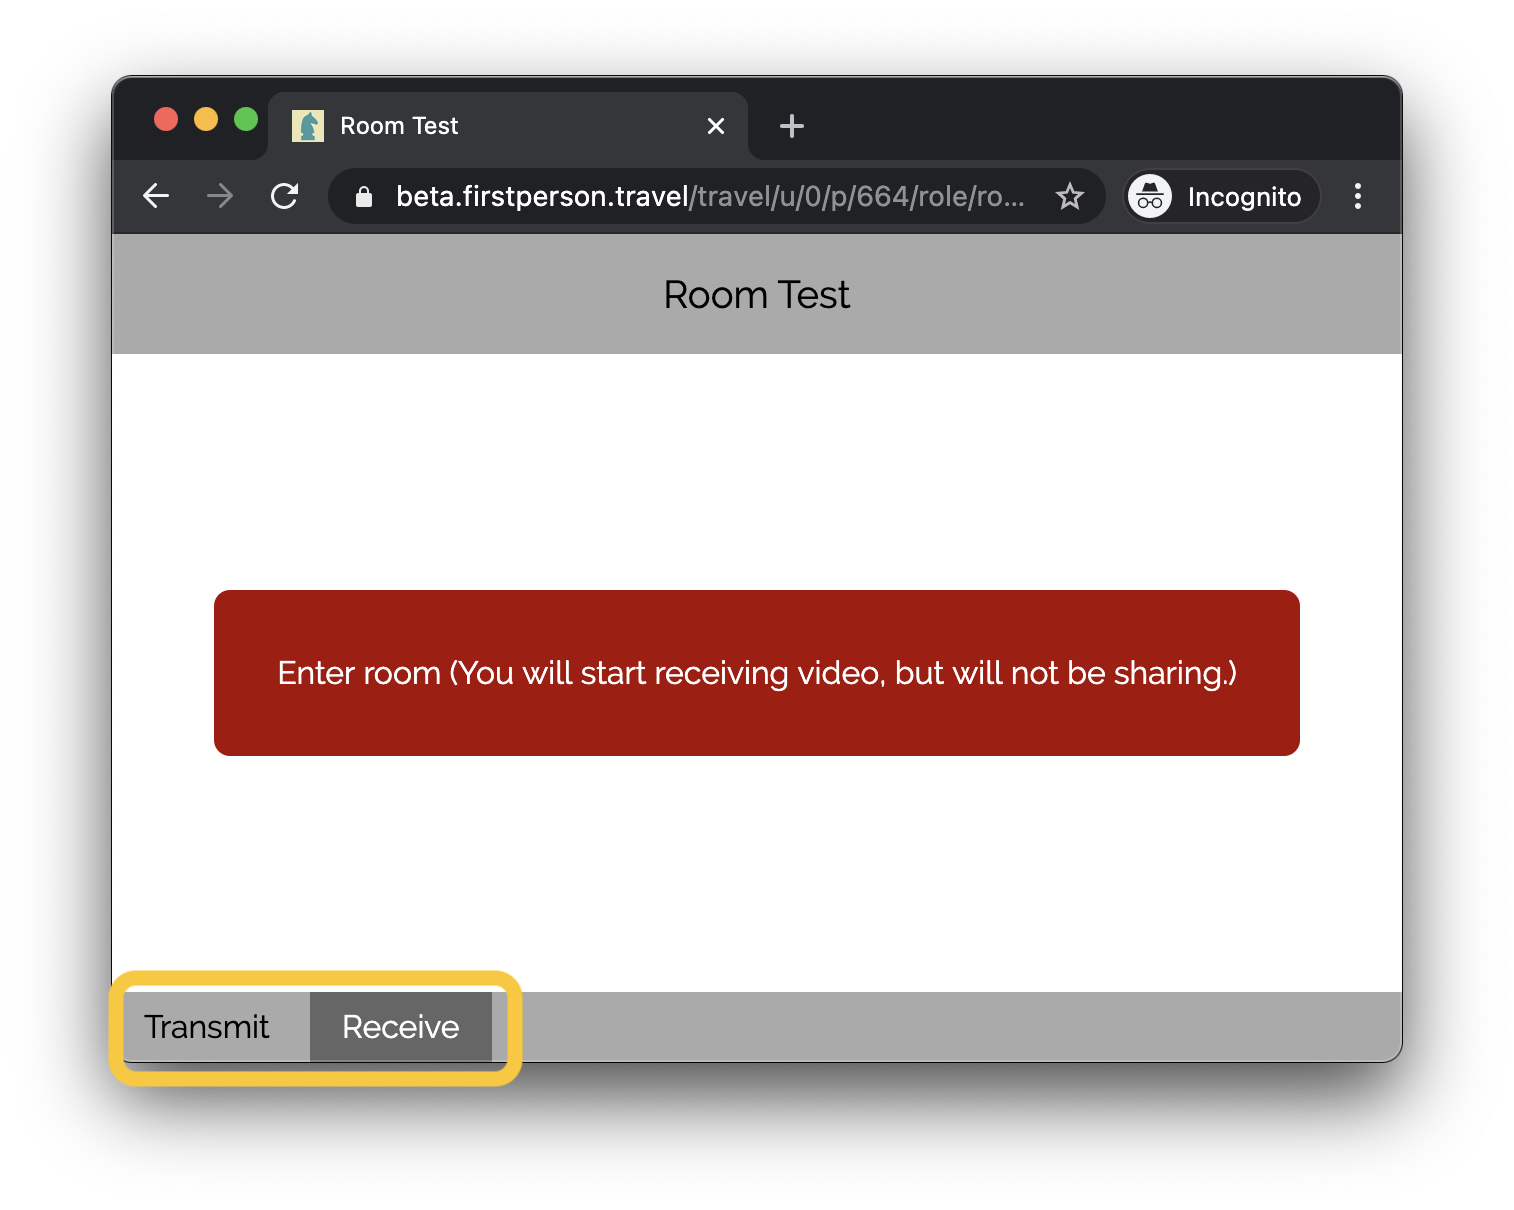 Room Test
beta.firstperson.travel/travel/u/0/p/664/role/ro...
Incognito
Room Test
Enter room (You will start receiving video, but will not be sharing.)
Transmit
Receive